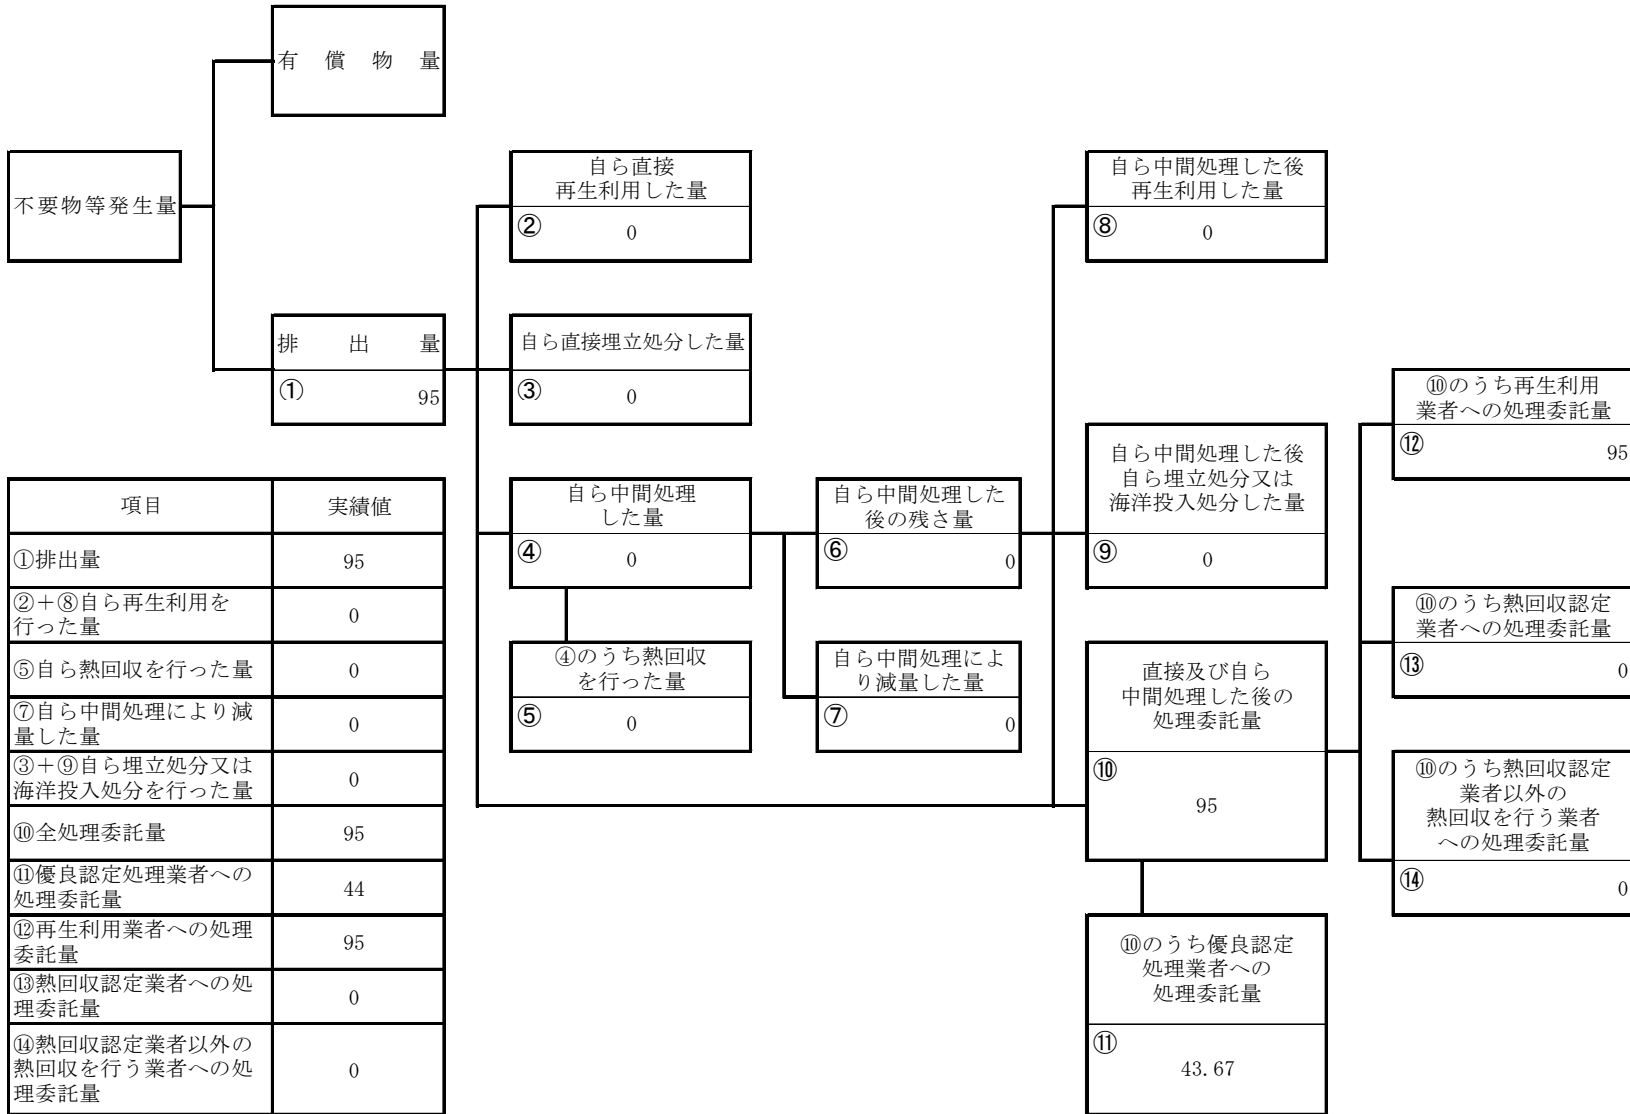 有償物量
不要物等発生量
排出量
① 95
自ら直接
再生利用した量
② 0
自ら直接埋立処分した量
③ 0
自ら中間処理
した量
④ 0
④のうち熱回収
を行った量
⑤ 0
自ら中間処理した
後の残さ量
⑥ 0
自ら中間処理によ
り減量した量
⑦ 0
自ら中間処理した後
再生利用した量
⑧ 0
自ら中間処理した後
自ら埋立処分又は
海洋投入処分した量
⑨ 0
直接及び自ら
中間処理した後の
処理委託量
⑩
95
⑩のうち優良認定
処理業者への
処理委託量
⑪
43.67
⑩のうち再生利用
業者への処理委託量
⑫ 95
⑩のうち熱回収認定
業者への処理委託量
⑬ 0
⑩のうち熱回収認定
業者以外の
熱回収を行う業者
への処理委託量
⑭ 0
項目 実績値
①排出量 95
②+⑧自ら再生利用を
行った量 0
⑤自ら熱回収を行った量 0
⑦自ら中間処理により減
量した量 0
③+⑨自ら埋立処分又は
海洋投入処分を行った量 0
⑩全処理委託量 95
⑪優良認定処理業者への
処理委託量 44
⑫再生利用業者への処理
委託量 95
⑬熱回収認定業者への処
理委託量 0
⑭熱回収認定業者以外の
熱回収を行う業者への処
理委託量 0